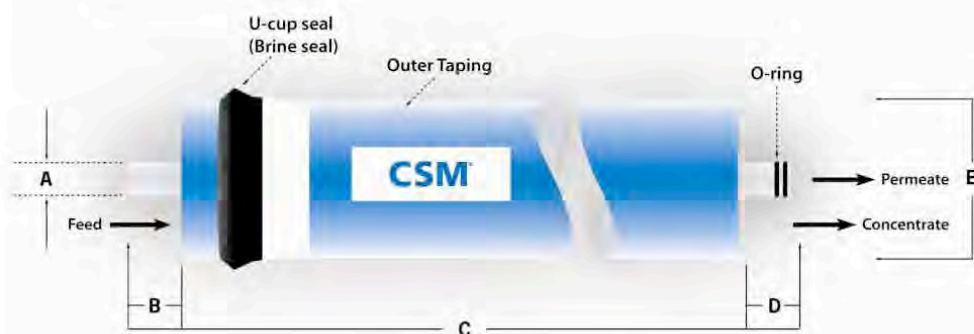 U-cup seal
(Brine seal)
Outer Taping
O-ring
A
CSM
B
Permeate
Feed
Concentrate
B
D
C